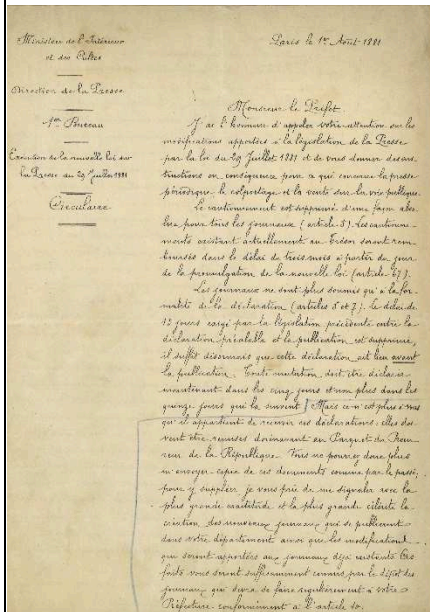 Ministère de l'Intérieur
et des Cultes
Direction de la Presse
1er Bureau
Exécution de la nouvelle loi sur
la Presse du 29 Juillet 1881
Circulaire
Paris le 1er Août 1881
Monsieur le Préfet
J'ai l'honneur d'appeler votre attention sur les
modifications apportées à la législation de la Presse
par la loi du 29 Juillet 1881 et de vous donner des ins-
tructions en conséquence pour ce qui concerne la presse
périodique, le colportage et la vente sur la voie publique.
Le cautionnement est supprimé d'une façon abso-
lue pour tous les journaux (article 5). Les cautionne-
ments existant actuellement au Trésor seront rem-
boursés dans le délai de trois mois à partir du jour
de la promulgation de la nouvelle loi (article 67).
Les journaux ne sont plus soumis qu'à la for-
malité de la déclaration (articles 5 et 7). Le délai de
15 jours exigé par la législation précédente entre la
déclaration préalable et la publication est supprimé,
il suffit désormais que cette déclaration ait lieu avant
la publication. Toute mutation doit être déclarée
maintenant dans les cinq jours et non plus dans les
quinze jours qui la suivent. Mais ce n'est plus à vous
qu'il appartient de recevoir ces déclarations: elles doi-
vent être remises dorénavant au Parquet du Procu-
reur de la République. Vous ne pourrez donc plus
m'envoyer copie de ces documents comme par le passé,
pour y suppléer je vous prie de me signaler avec la
plus grande exactitude et la plus grande célérité la
création des nouveaux journaux qui se publieront
dans votre département ainsi que les modifications
qui seront apportées aux journaux déjà existants. Ces
faits vous seront suffisamment connus par le dépôt des
journaux qui devra se faire régulièrement à votre
Préfecture conformément à l'article 10.